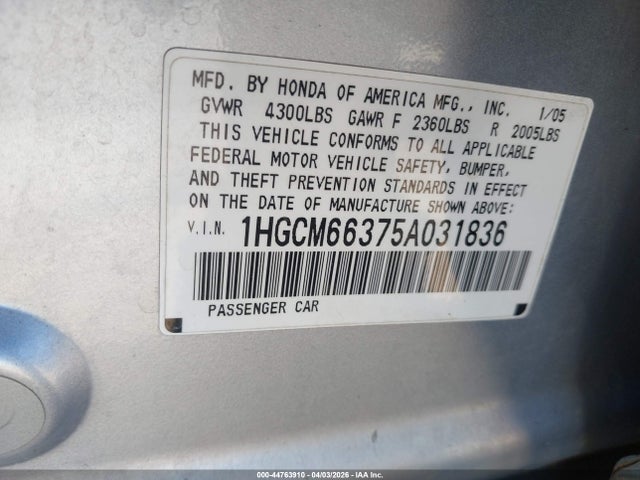 MFD. BY HONDA OF AMERICA MFG., INC. 1/05
GVWR 4300LBS GAWR F 2360LBS R 2005LBS
THIS VEHICLE CONFORMS TO ALL APPLICABLE
FEDERAL MOTOR VEHICLE SAFETY, BUMPER,
AND THEFT PREVENTION STANDARDS IN EFFECT
ON THE DATE OF MANUFACTURE SHOWN ABOVE:
V.I.N. 1HGCM66375A031836
PASSENGER CAR
000-44763910 - 04/03/2026 - IAA Inc.